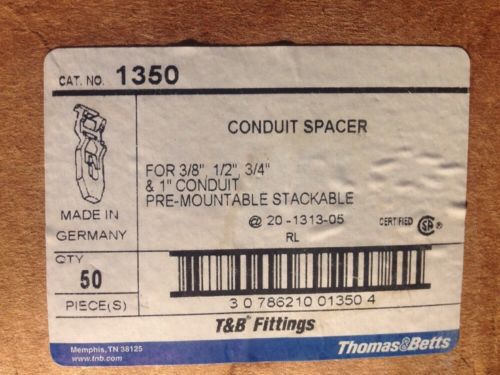 CAT. NO. 1350
CONDUIT SPACER
FOR 3/8", 1/2", 3/4"
& 1" CONDUIT
PRE-MOUNTABLE STACKABLE
@ 20-1313-05
RL
CERTIFIED SA ®
MADE IN
GERMANY
QTY
50
PIECE(S)
3 0 786210 01350 4
T&B® Fittings
Memphis, TN 38125
www.tnb.com
Thomas&Betts